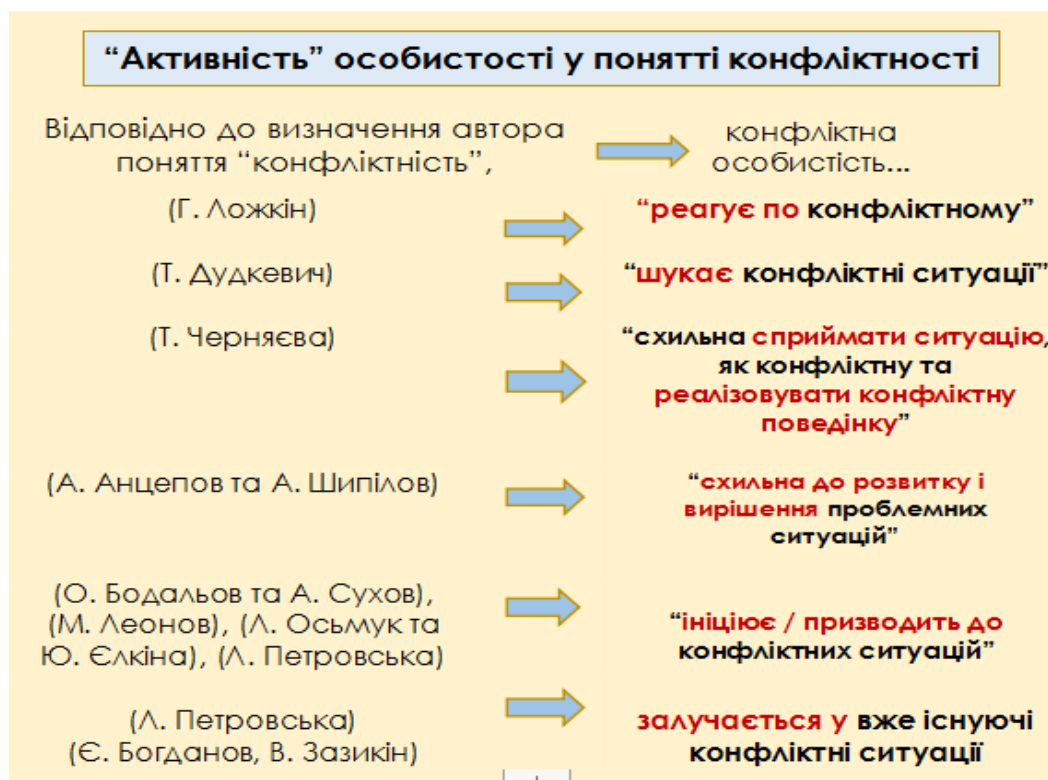 “Активність” особистості у понятті конфліктності
Відповідно до визначення автора
поняття “конфліктність”,
конфліктна
особистість...
(Г. Ложкін)
“реагує по конфліктному”
(Т. Дудкевич)
“шукає конфліктні ситуації”
(Т. Черняєва)
“схильна сприймати ситуацію,
як конфліктну та
реалізовувати конфліктну
поведінку”
(А. Анцепов та А. Шипілов)
“схильна до розвитку і
вирішення проблемних
ситуацій”
(О. Бодальов та А. Сухов),
(М. Леонов), (Л. Осьмук та
Ю. Єлкіна), (Л. Петровська)
“ініціює / призводить до
конфліктних ситуацій”
(Л. Петровська)
(Є. Богданов, В. Зазикін)
залучається у вже існуючі
конфліктні ситуації